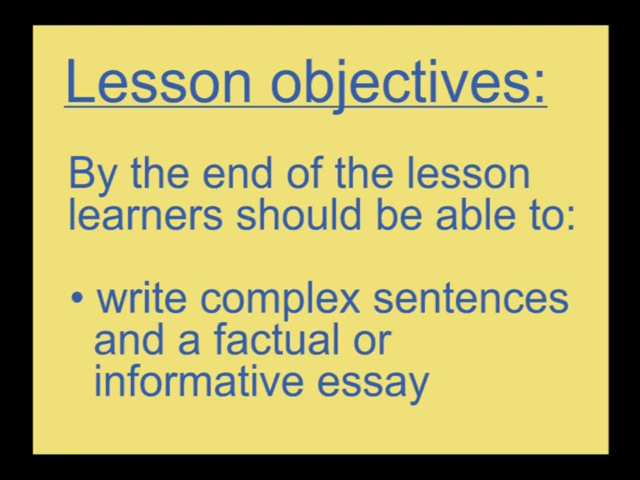 Lesson objectives:
By the end of the lesson
learners should be able to:
• write complex sentences
and a factual or
informative essay